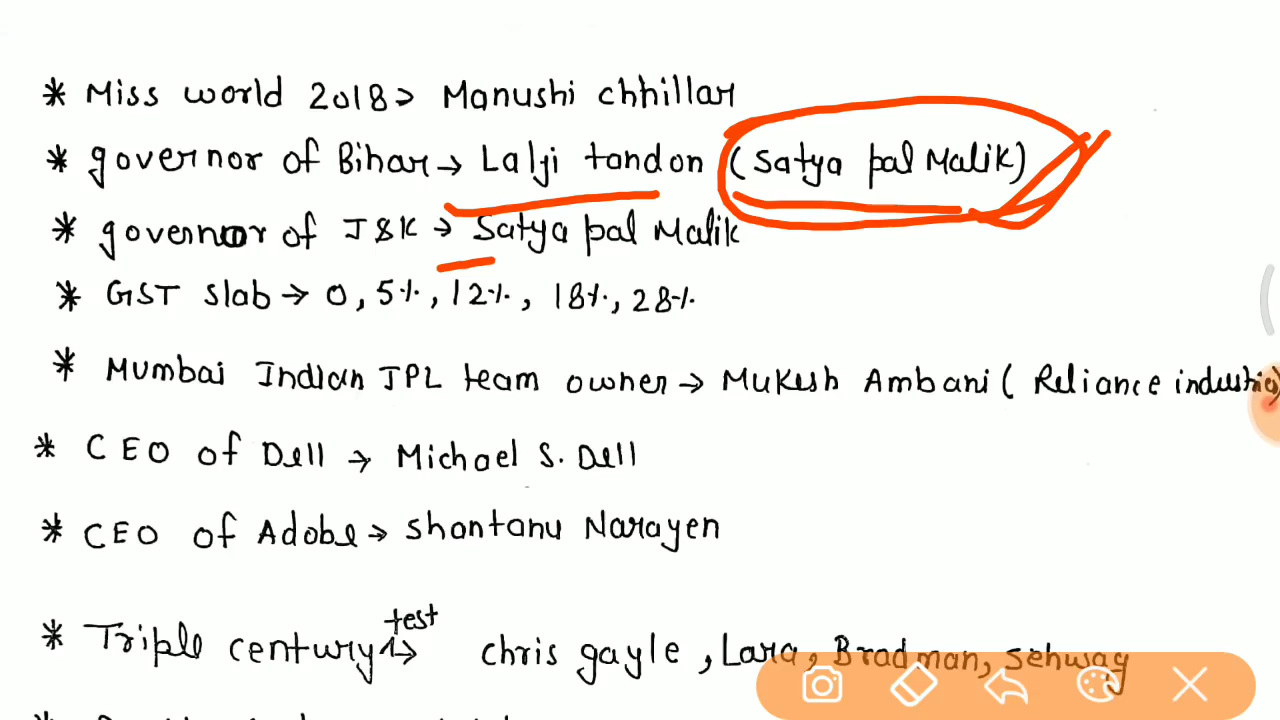 * Miss world 2018> Manushi chhillar
* governor of Bihar → Lalji tandon (Satya pal Malik)
* governor of J&K → Satya pal Malik
* GST slab → 0, 5%, 12%, 18%, 28%
* Mumbai Indian IPL team owner → Mukesh Ambani ( Reliance industries)
* CEO of Dell → Michael S. Dell
* CEO of Adobe → Shantanu Narayen
* Triple century test → chris gayle, Lara, Bradman, Sehwag